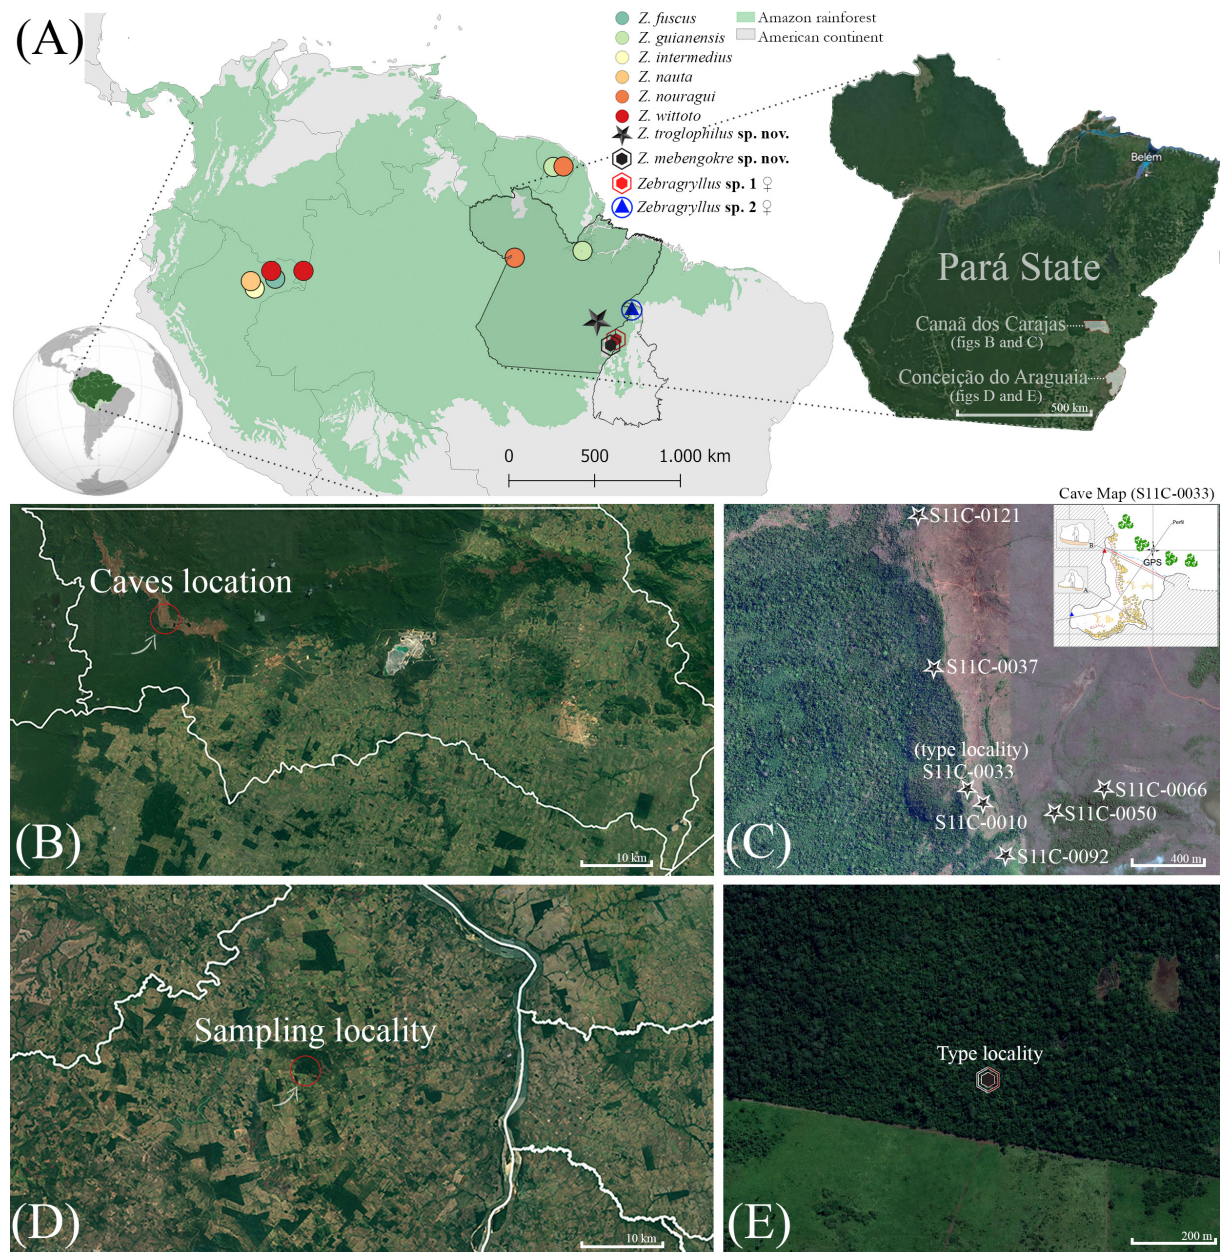 (A)
Z. fuscus
Z. guianensis
Z. intermedius
Z. nauta
Z. nouragui
Z. wittoto
Z. troglophilus sp. nov.
Z. mebengokre sp. nov.
Zebragryllus sp. 1 ♀
Zebragryllus sp. 2 ♀
Amazon rainforest
American continent
0 500 1.000 km
Belém
Pará State
Canaã dos Carajas
(figs B and C)
Conceição do Araguaia
(figs D and E)
500 km
Caves location
(B)
10 km
Cave Map (S11C-0033)
Perfil
GPS
B
A
S11C-0121
S11C-0037
(type locality)
S11C-0033
S11C-0010
S11C-0066
S11C-0050
S11C-0092
(C)
400 m
Sampling locality
(D)
10 km
Type locality
(E)
200 m